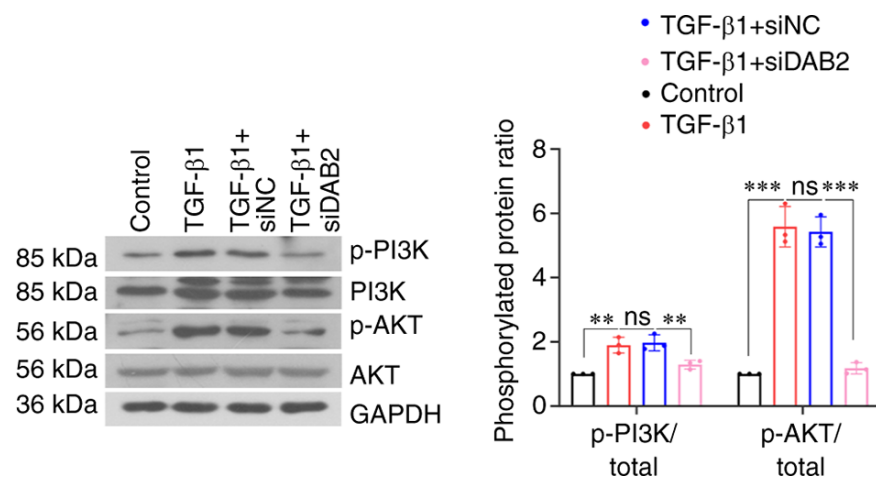 Control
TGF-β1
TGF-β1+
siNC
TGF-β1+
siDAB2
85 kDa
p-PI3K
85 kDa
PI3K
56 kDa
p-AKT
56 kDa
AKT
36 kDa
GAPDH
TGF-β1+siNC
TGF-β1+siDAB2
Control
TGF-β1
Phosphorylated protein ratio
8
6
4
2
0
** ns **
*** ns ***
p-PI3K/
total
p-AKT/
total